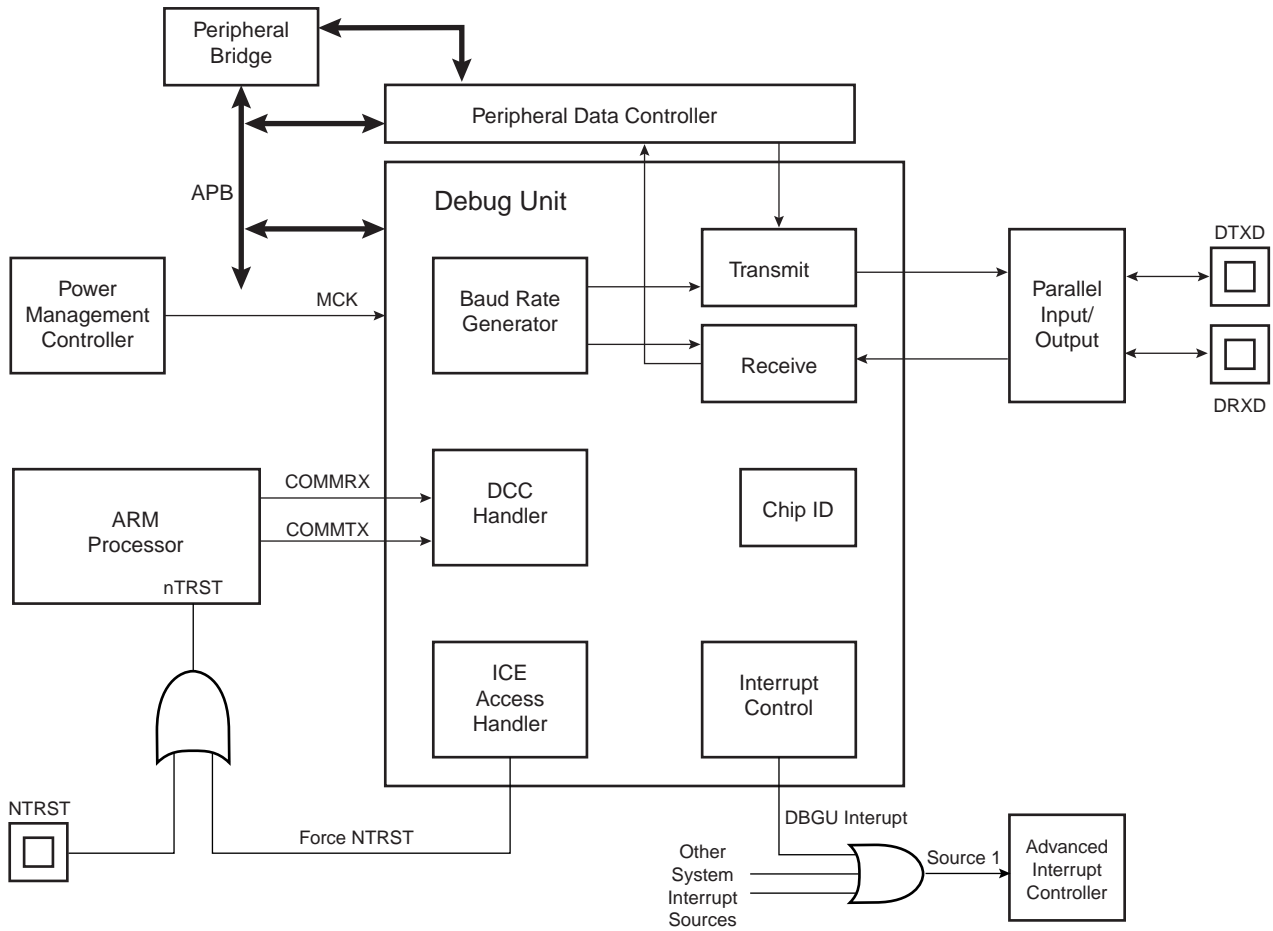 Peripheral
Bridge
Peripheral Data Controller
APB
Debug Unit
Power
Management
Controller
MCK
Baud Rate
Generator
Transmit
Receive
Parallel
Input/
Output
DTXD
DRXD
ARM
Processor
nTRST
COMMRX
COMMTX
DCC
Handler
Chip ID
ICE
Access
Handler
Interrupt
Control
NTRST
Force NTRST
DBGU Interupt
Other
System
Interrupt
Sources
Source 1
Advanced
Interrupt
Controller